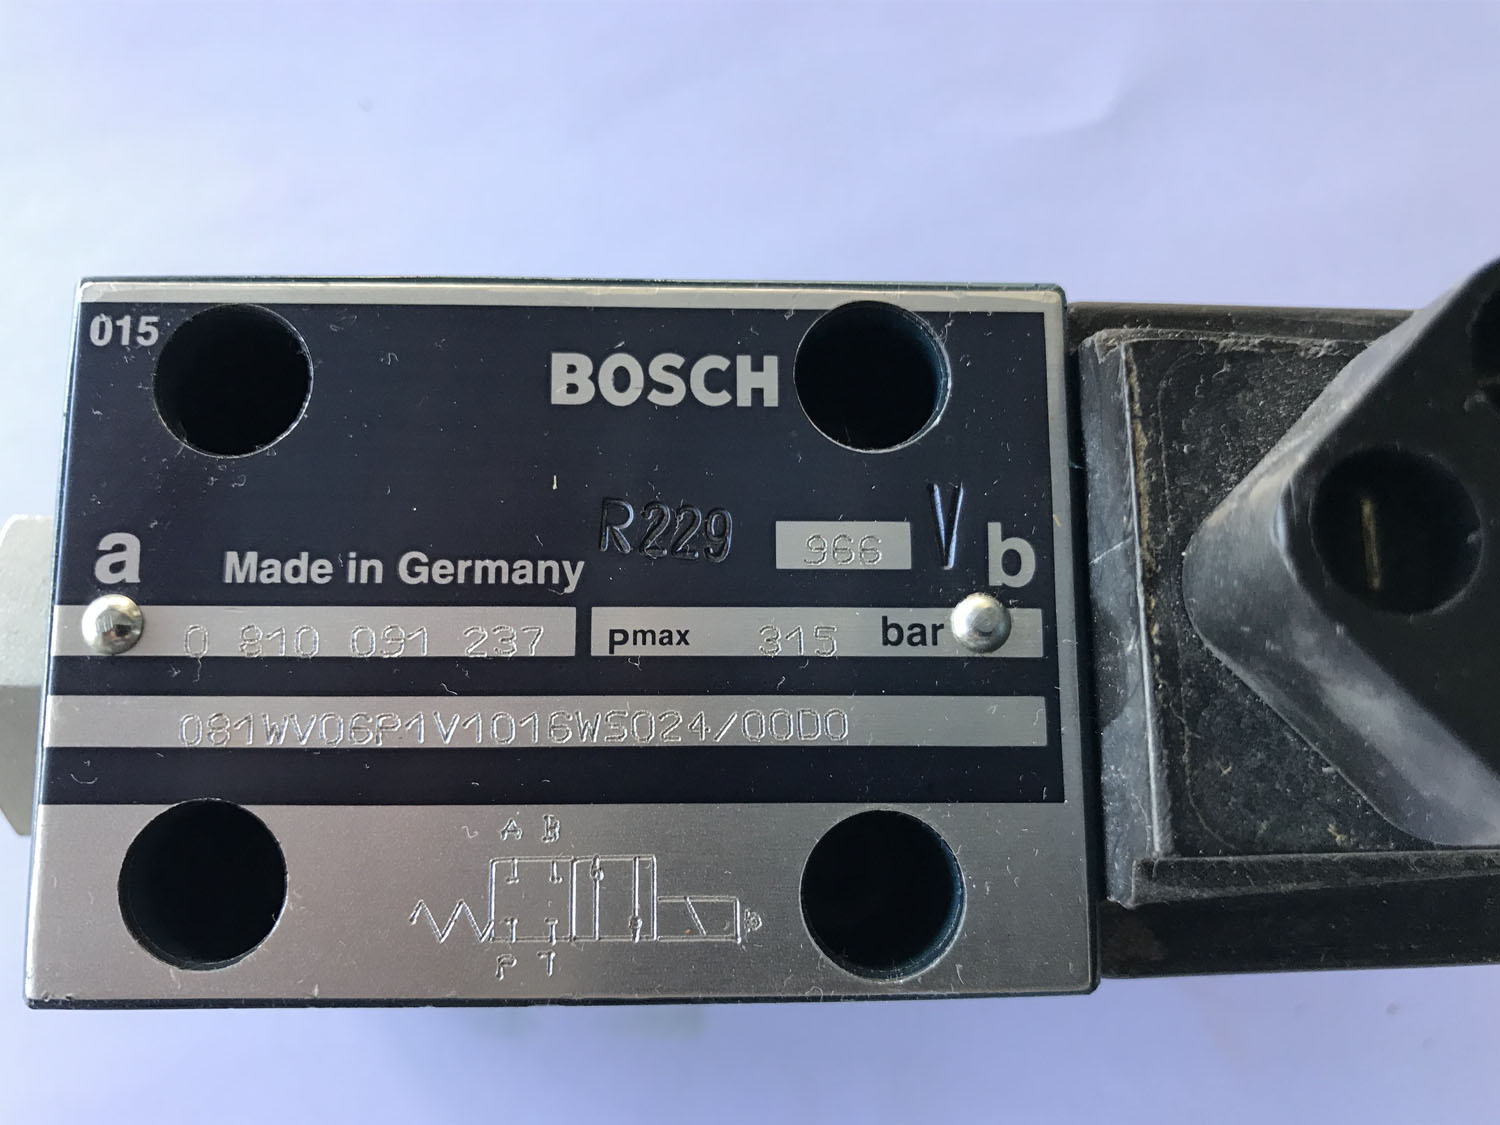 015
BOSCH
R229 966 V
a Made in Germany b
0 810 091 237 pmax 315 bar
081WV06P1V1016WS024/00D0
A B
P T
b